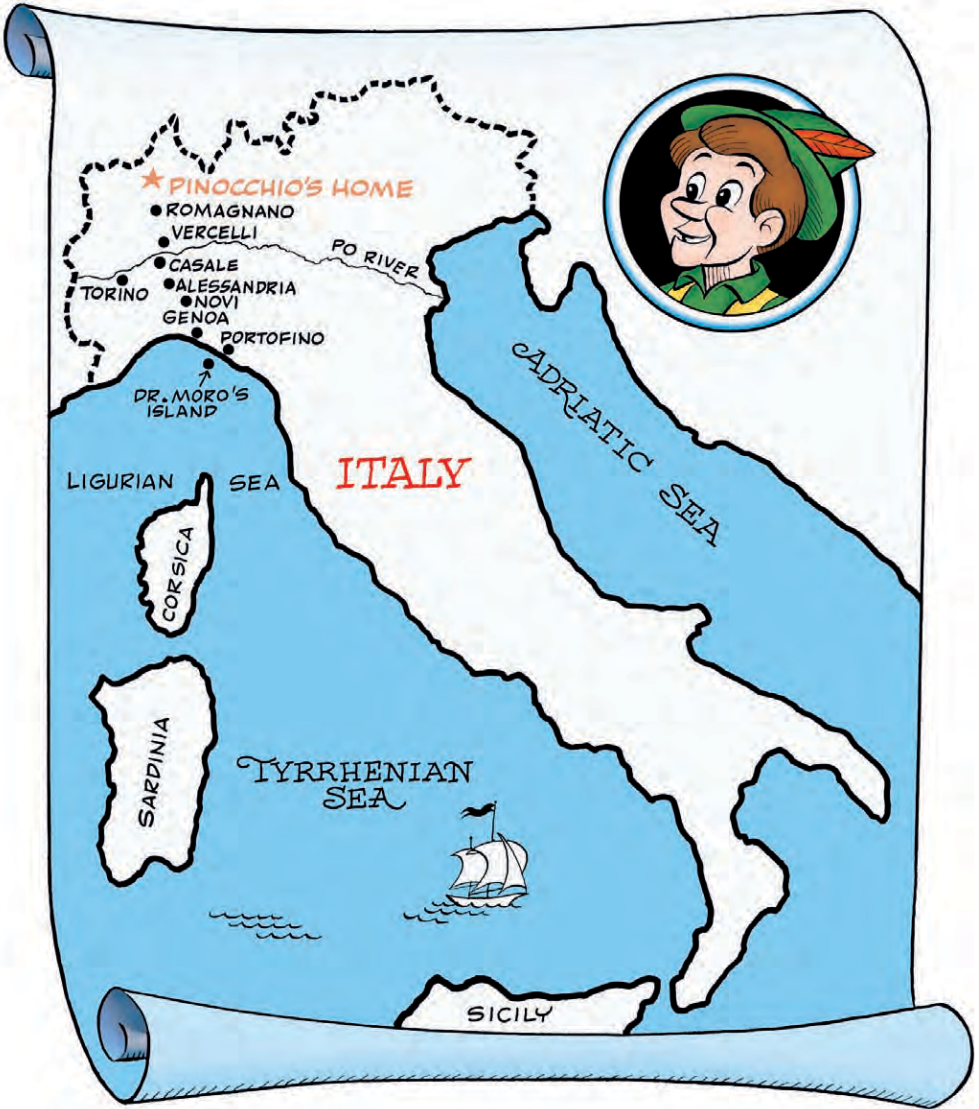 PINOCCHIO'S HOME
ROMAGNANO
VERCELLI
PO RIVER
CASALE
TORINO
ALESSANDRIA
NOVI
GENOA
PORTOFINO
DR. MORO'S
ISLAND
ADRIATIC SEA
LIGURIAN SEA
ITALY
CORSICA
SARDINIA
TYRRHENIAN
SEA
SICILY